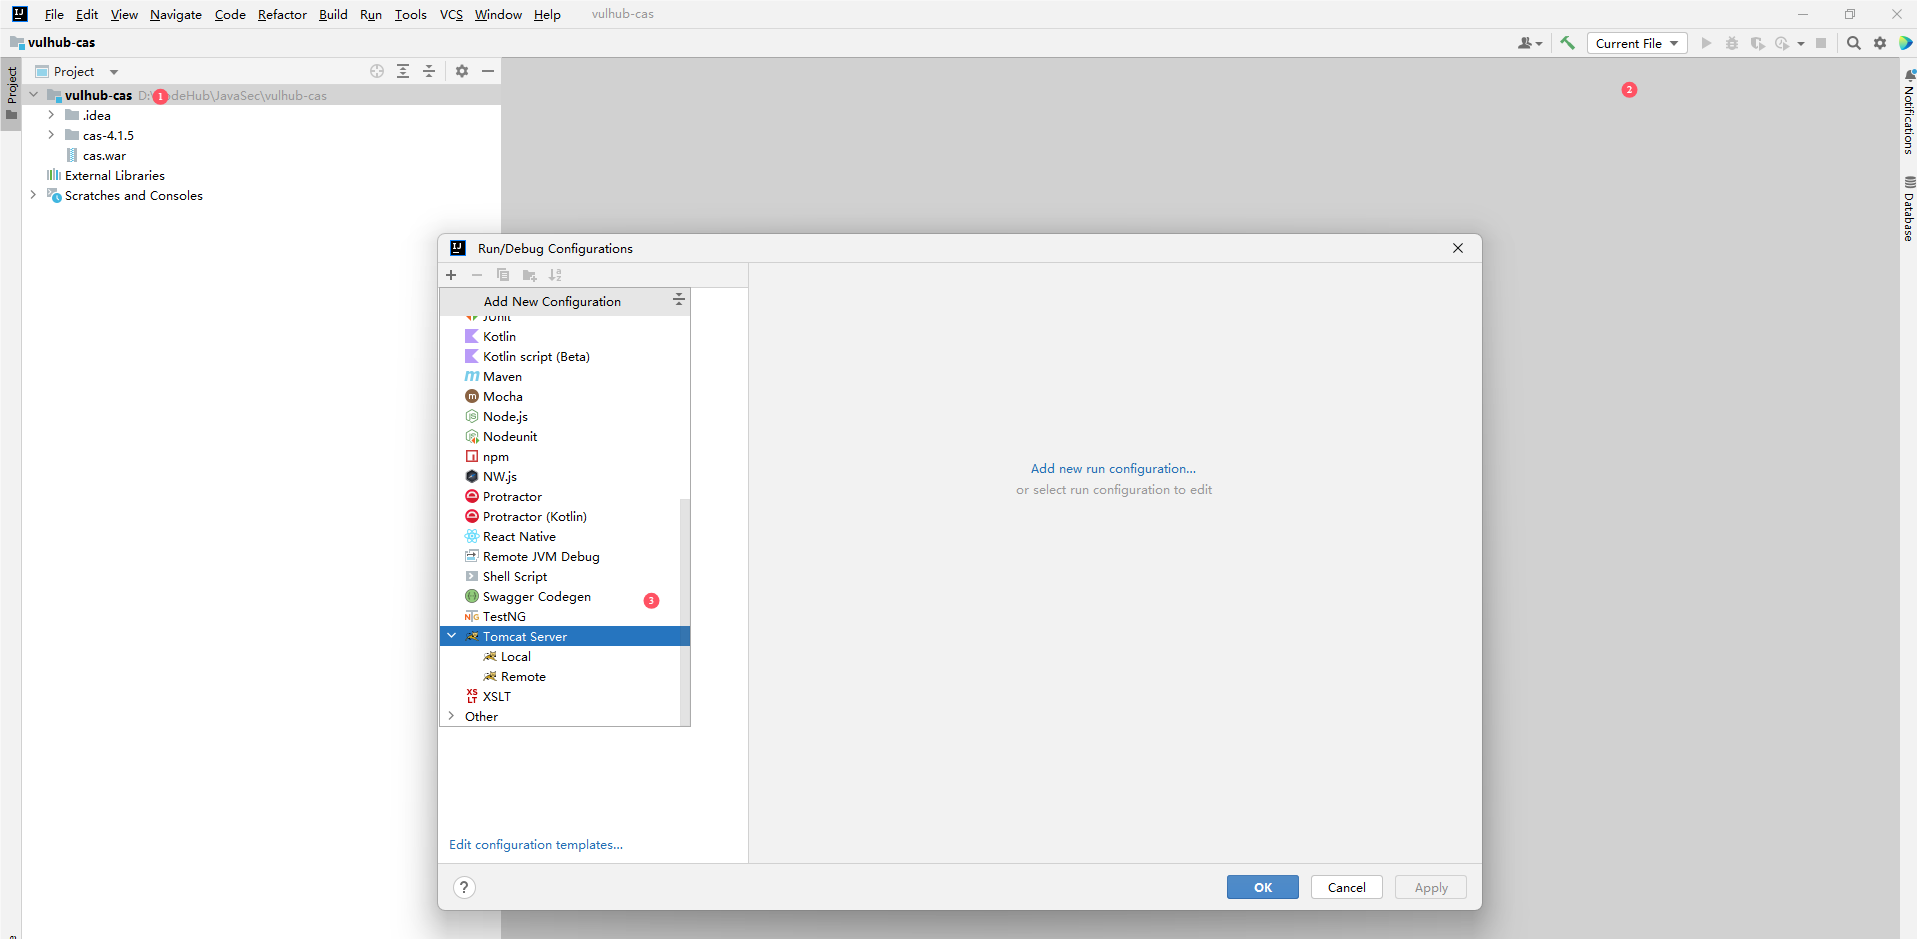 File Edit View Navigate Code Refactor Build Run Tools VCS Window Help vulhub-cas
vulhub-cas
Current File
Project
Project
vulhub-cas D:\ 1 odeHub\JavaSec\vulhub-cas
.idea
cas-4.1.5
cas.war
External Libraries
Scratches and Consoles
2
Notifications
Database
Run/Debug Configurations
Add New Configuration
JUnit
Kotlin
Kotlin script (Beta)
Maven
Mocha
Node.js
Nodeunit
npm
NW.js
Protractor
Protractor (Kotlin)
React Native
Remote JVM Debug
Shell Script
Swagger Codegen
3
TestNG
Tomcat Server
Local
Remote
XSLT
Other
Add new run configuration...
or select run configuration to edit
Edit configuration templates...
?
OK
Cancel
Apply